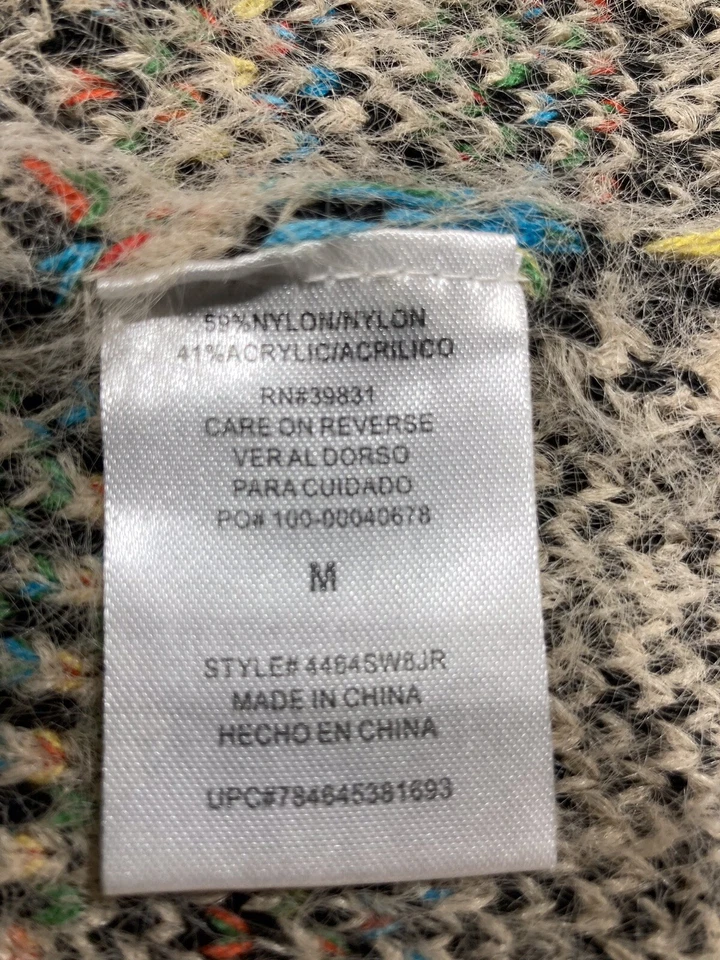 59%NYLON/NYLON
41%ACRYLIC/ACRILICO
RN#39831
CARE ON REVERSE
VER AL DORSO
PARA CUIDADO
PO# 100-00040678
M
STYLE# 4464SW8JR
MADE IN CHINA
HECHO EN CHINA
UPC#784645381693